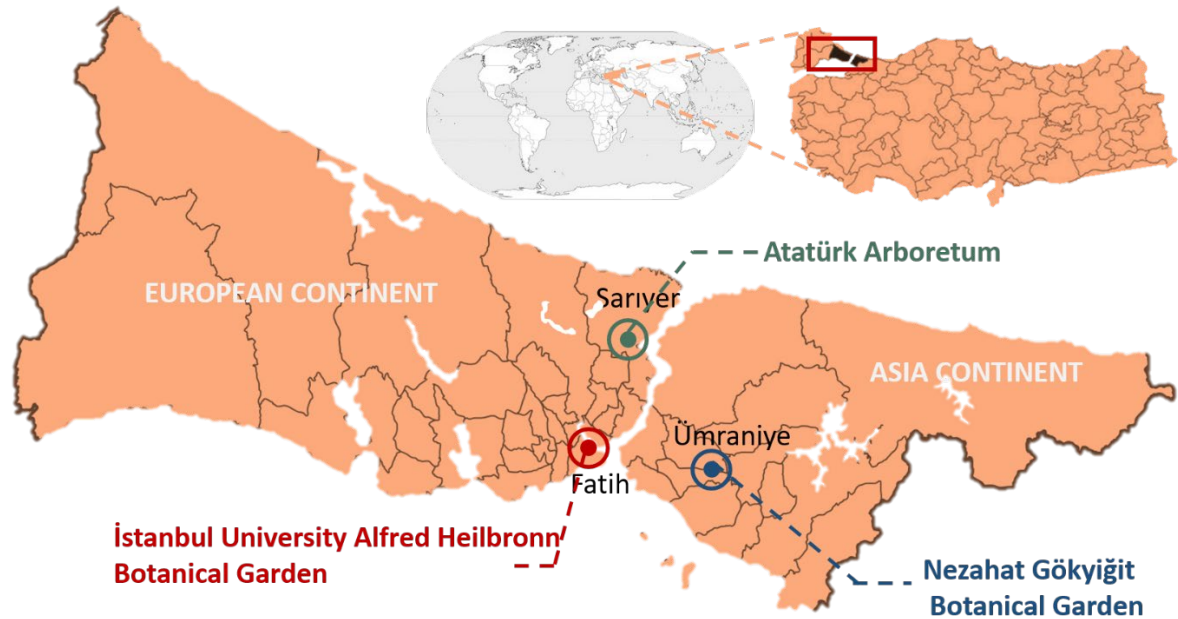 Atatürk Arboretum
EUROPEAN CONTINENT
Sarıyer
ASIA CONTINENT
Ümraniye
Fatih
İstanbul University Alfred Heilbronn
Botanical Garden
Nezahat Gökyiğit
Botanical Garden